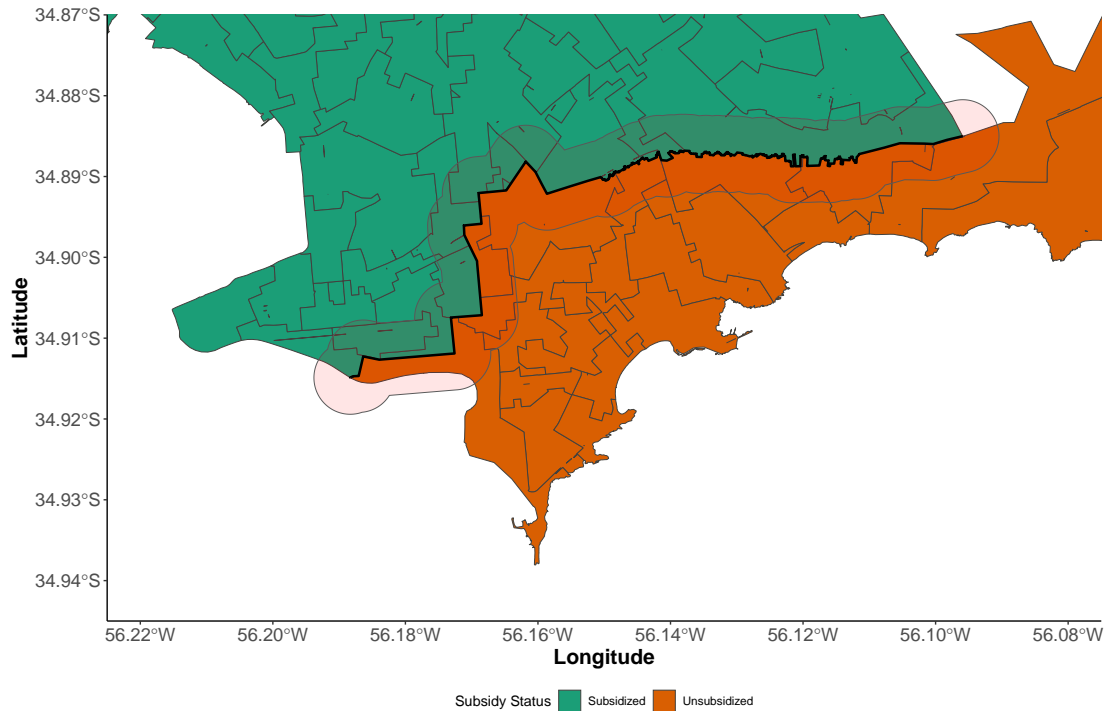 34.87°S
34.88°S
34.89°S
34.90°S
34.91°S
34.92°S
34.93°S
34.94°S
Latitude
56.22°W 56.20°W 56.18°W 56.16°W 56.14°W 56.12°W 56.10°W 56.08°W
Longitude
Subsidy Status Subsidized Unsubsidized